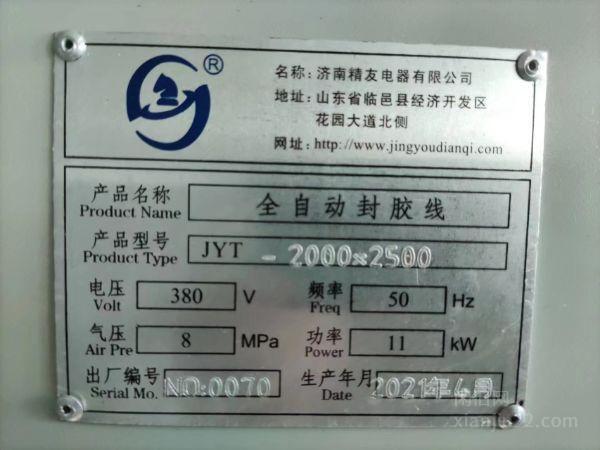 ®
名称: 济南精友电器有限公司
地址: 山东省临邑县经济开发区
花园大道北侧
网址: http://www.jingyoudianqi.com
产品名称 全自动封胶线
Product Name
产品型号 JYT -2000×2500
Product Type
电压 380 V 频率 50 Hz
Volt Freq
气压 8 MPa 功率 11 kW
Air Pre Power
出厂编号 NO:0070 生产年月 2021年6月
Serial Mo. Date